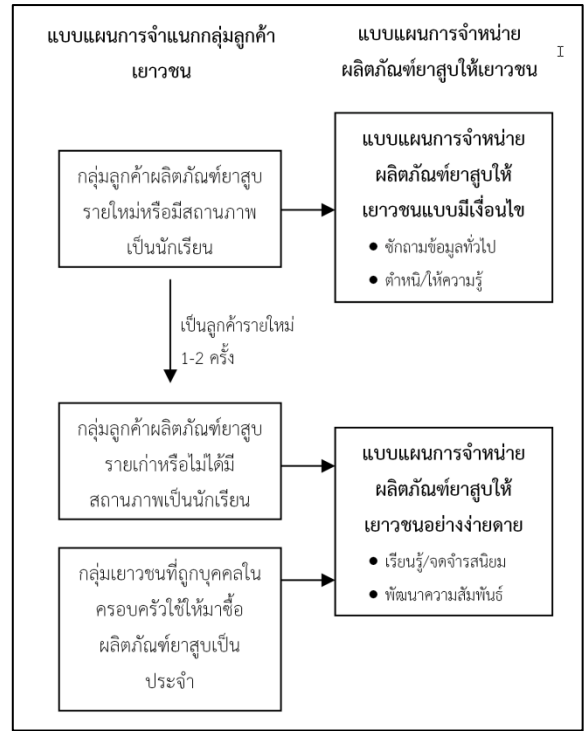 แบบแผนการจำแนกกลุ่มลูกค้า
เยาวชน
แบบแผนการจำหน่าย
ผลิตภัณฑ์ยาสูบให้เยาวชน
กลุ่มลูกค้าผลิตภัณฑ์ยาสูบ
รายใหม่หรือมีสถานภาพ
เป็นนักเรียน
แบบแผนการจำหน่าย
ผลิตภัณฑ์ยาสูบให้
เยาวชนแบบมีเงื่อนไข
● ซักถามข้อมูลทั่วไป
● ตำหนิ/ให้ความรู้
เป็นลูกค้ารายใหม่
1-2 ครั้ง
กลุ่มลูกค้าผลิตภัณฑ์ยาสูบ
รายเก่าหรือไม่ได้มี
สถานภาพเป็นนักเรียน
แบบแผนการจำหน่าย
ผลิตภัณฑ์ยาสูบให้
เยาวชนอย่างง่ายดาย
● เรียนรู้/จดจำรสนิยม
● พัฒนาความสัมพันธ์
กลุ่มเยาวชนที่ถูกบุคคลใน
ครอบครัวใช้ให้มาซื้อ
ผลิตภัณฑ์ยาสูบเป็น
ประจำ